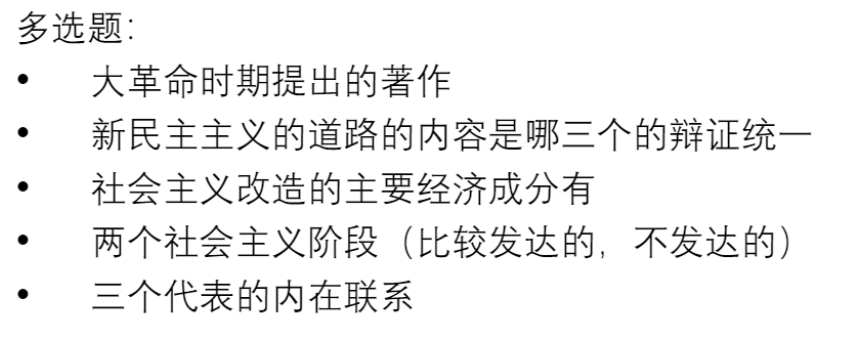 多选题：
• 大革命时期提出的著作
• 新民主主义的道路的内容是哪三个的辩证统一
• 社会主义改造的主要经济成分有
• 两个社会主义阶段（比较发达的，不发达的）
• 三个代表的内在联系